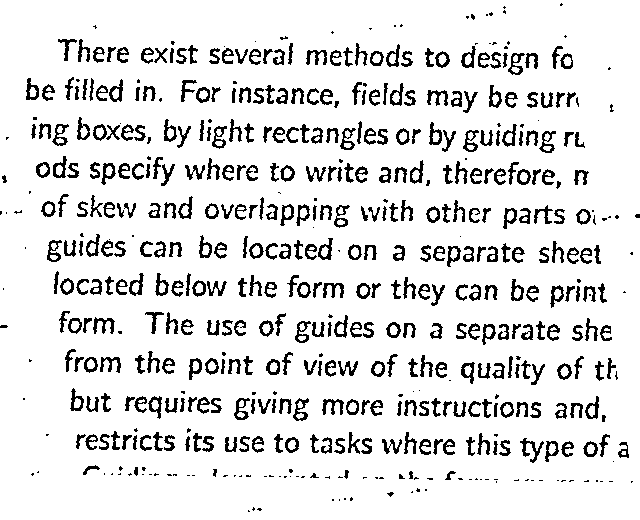 There exist several methods to design fo
be filled in. For instance, fields may be surr
ing boxes, by light rectangles or by guiding ru
ods specify where to write and, therefore, m
of skew and overlapping with other parts o
guides can be located on a separate sheet
located below the form or they can be print
form. The use of guides on a separate she
from the point of view of the quality of th
but requires giving more instructions and,
restricts its use to tasks where this type of a